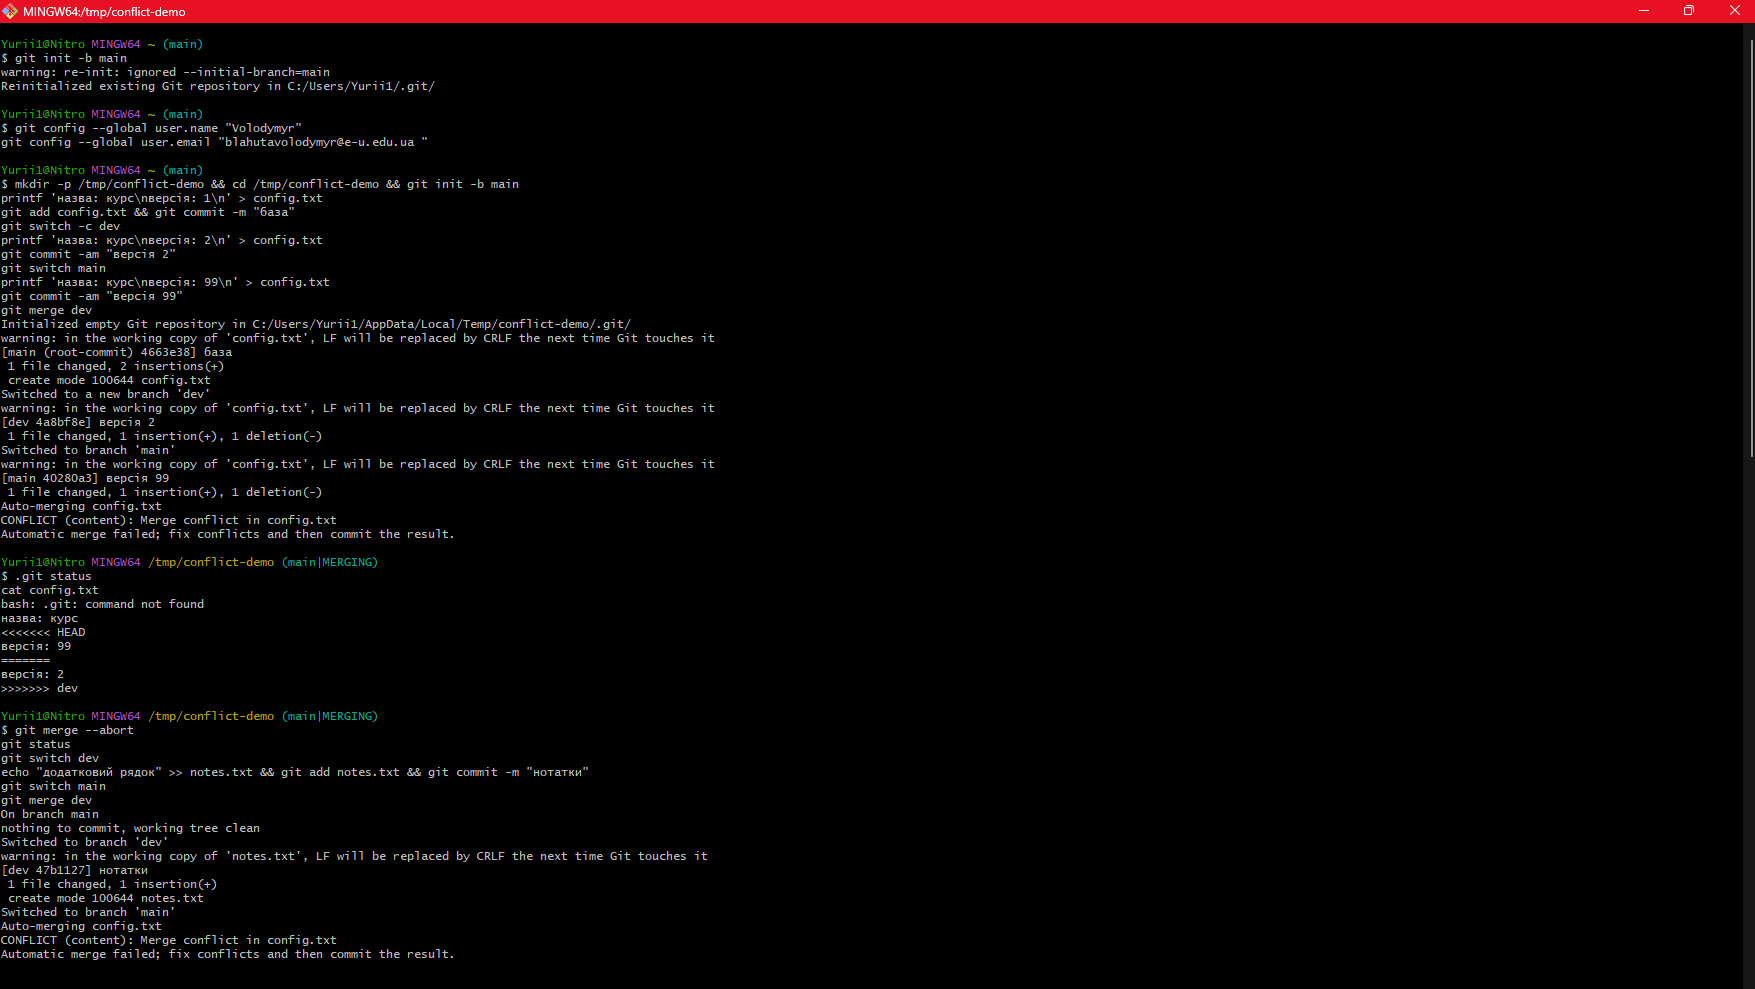 MINGW64:/tmp/conflict-demo
Yurii1@Nitro MINGW64 ~ (main)
$ git init -b main
warning: re-init: ignored --initial-branch=main
Reinitialized existing Git repository in C:/Users/Yurii1/.git/
Yurii1@Nitro MINGW64 ~ (main)
$ git config --global user.name "Volodymyr"
git config --global user.email "blahutavolodymyr@e-u.edu.ua "
Yurii1@Nitro MINGW64 ~ (main)
$ mkdir -p /tmp/conflict-demo && cd /tmp/conflict-demo && git init -b main
printf 'назва: курс\nверсія: 1\n' > config.txt
git add config.txt && git commit -m "база"
git switch -c dev
printf 'назва: курс\nверсія: 2\n' > config.txt
git commit -am "версія 2"
git switch main
printf 'назва: курс\nверсія: 99\n' > config.txt
git commit -am "версія 99"
git merge dev
Initialized empty Git repository in C:/Users/Yurii1/AppData/Local/Temp/conflict-demo/.git/
warning: in the working copy of 'config.txt', LF will be replaced by CRLF the next time Git touches it
[main (root-commit) 4663e38] база
1 file changed, 2 insertions(+)
create mode 100644 config.txt
Switched to a new branch 'dev'
warning: in the working copy of 'config.txt', LF will be replaced by CRLF the next time Git touches it
[dev 4a8bf8e] версія 2
1 file changed, 1 insertion(+), 1 deletion(-)
Switched to branch 'main'
warning: in the working copy of 'config.txt', LF will be replaced by CRLF the next time Git touches it
[main 40280a3] версія 99
1 file changed, 1 insertion(+), 1 deletion(-)
Auto-merging config.txt
CONFLICT (content): Merge conflict in config.txt
Automatic merge failed; fix conflicts and then commit the result.
Yurii1@Nitro MINGW64 /tmp/conflict-demo (main|MERGING)
$ .git status
cat config.txt
bash: .git: command not found
назва: курс
<<<<<<< HEAD
версія: 99
=======
версія: 2
>>>>>>> dev
Yurii1@Nitro MINGW64 /tmp/conflict-demo (main|MERGING)
$ git merge --abort
git status
git switch dev
echo "додатковий рядок" >> notes.txt && git add notes.txt && git commit -m "нотатки"
git switch main
git merge dev
On branch main
nothing to commit, working tree clean
Switched to branch 'dev'
warning: in the working copy of 'notes.txt', LF will be replaced by CRLF the next time Git touches it
[dev 47b1127] нотатки
1 file changed, 1 insertion(+)
create mode 100644 notes.txt
Switched to branch 'main'
Auto-merging config.txt
CONFLICT (content): Merge conflict in config.txt
Automatic merge failed; fix conflicts and then commit the result.